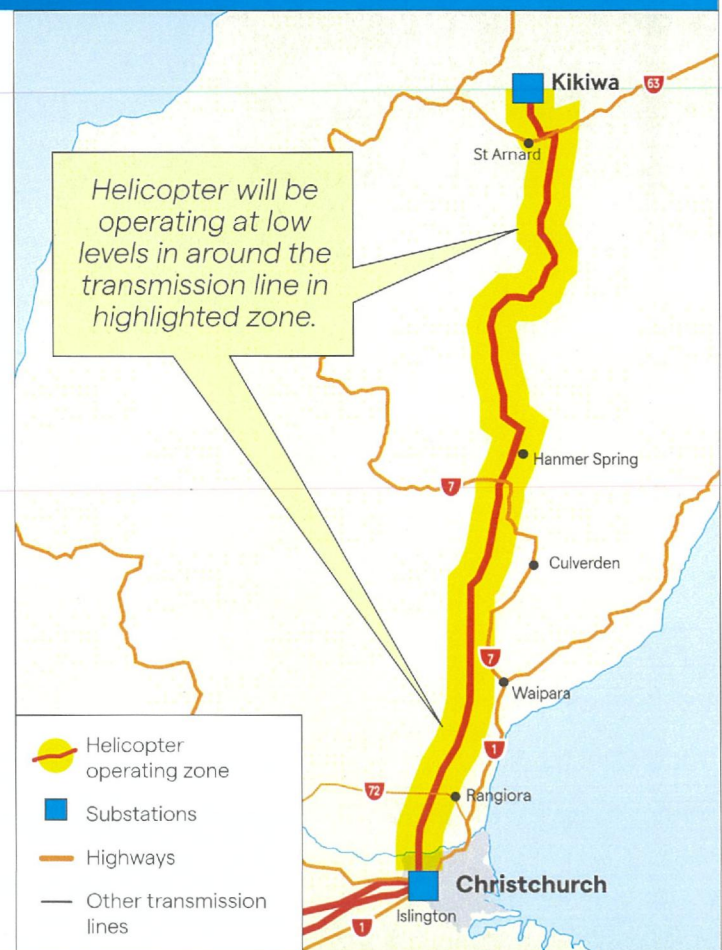 Kikiwa
63
St Arnard
Helicopter will be
operating at low
levels in around the
transmission line in
highlighted zone.
Hanmer Spring
7
Culverden
7
Waipara
1
72
Rangiora
Christchurch
Islington
1
Helicopter
operating zone
Substations
Highways
Other transmission
lines